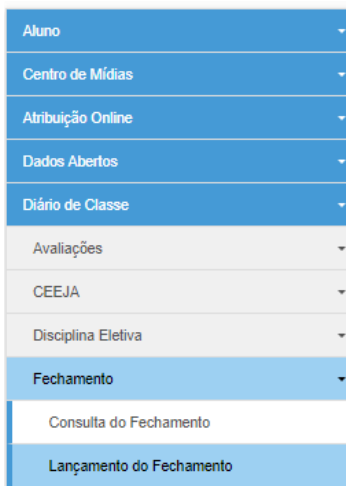 Aluno
Centro de Mídias
Atribuição Online
Dados Abertos
Diário de Classe
Avaliações
CEEJA
Disciplina Eletiva
Fechamento
Consulta do Fechamento
Lançamento do Fechamento